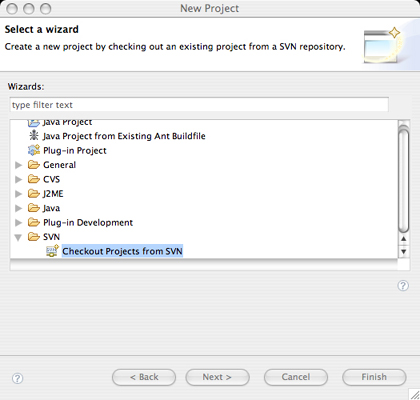 New Project
Select a wizard
Create a new project by checking out an existing project from a SVN repository.
Wizards:
type filter text
Java Project
Java Project from Existing Ant Buildfile
Plug-in Project
General
CVS
J2ME
Java
Plug-in Development
SVN
Checkout Projects from SVN
?
? < Back Next > Cancel Finish